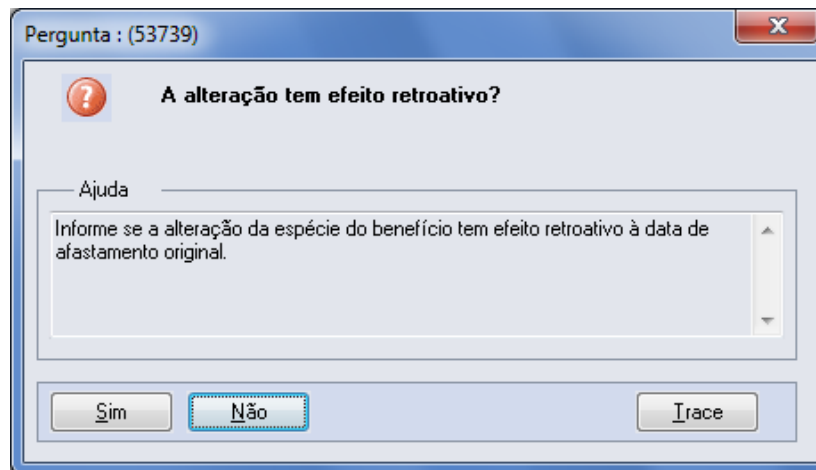 Pergunta : (53739)
A alteração tem efeito retroativo?
Ajuda
Informe se a alteração da espécie do benefício tem efeito retroativo à data de
afastamento original.
Sim Não Trace